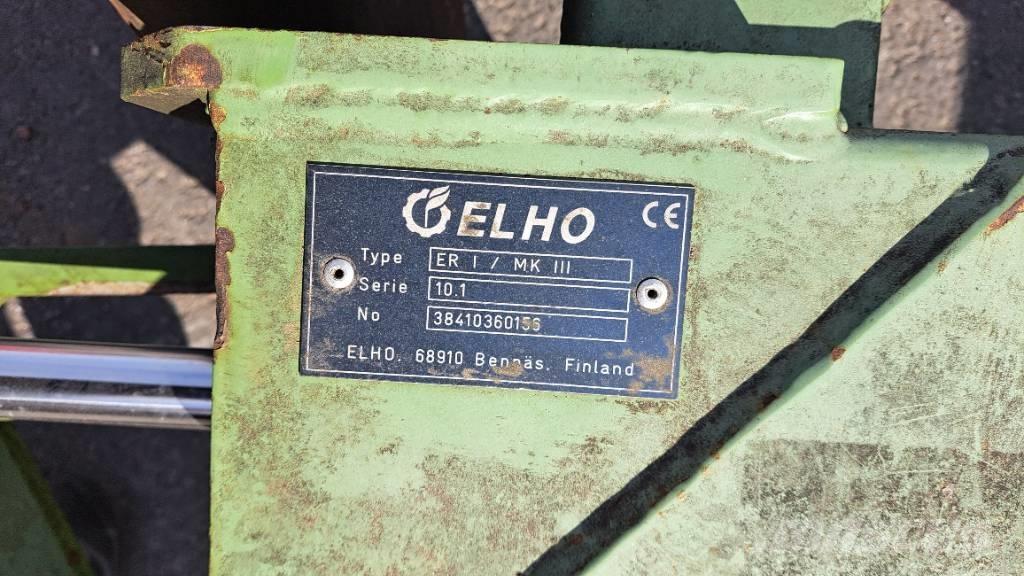 ELHO CE
Type ER I / MK III
Serie 10.1
No 38410360156
ELHO. 68910 Bennäs. Finland